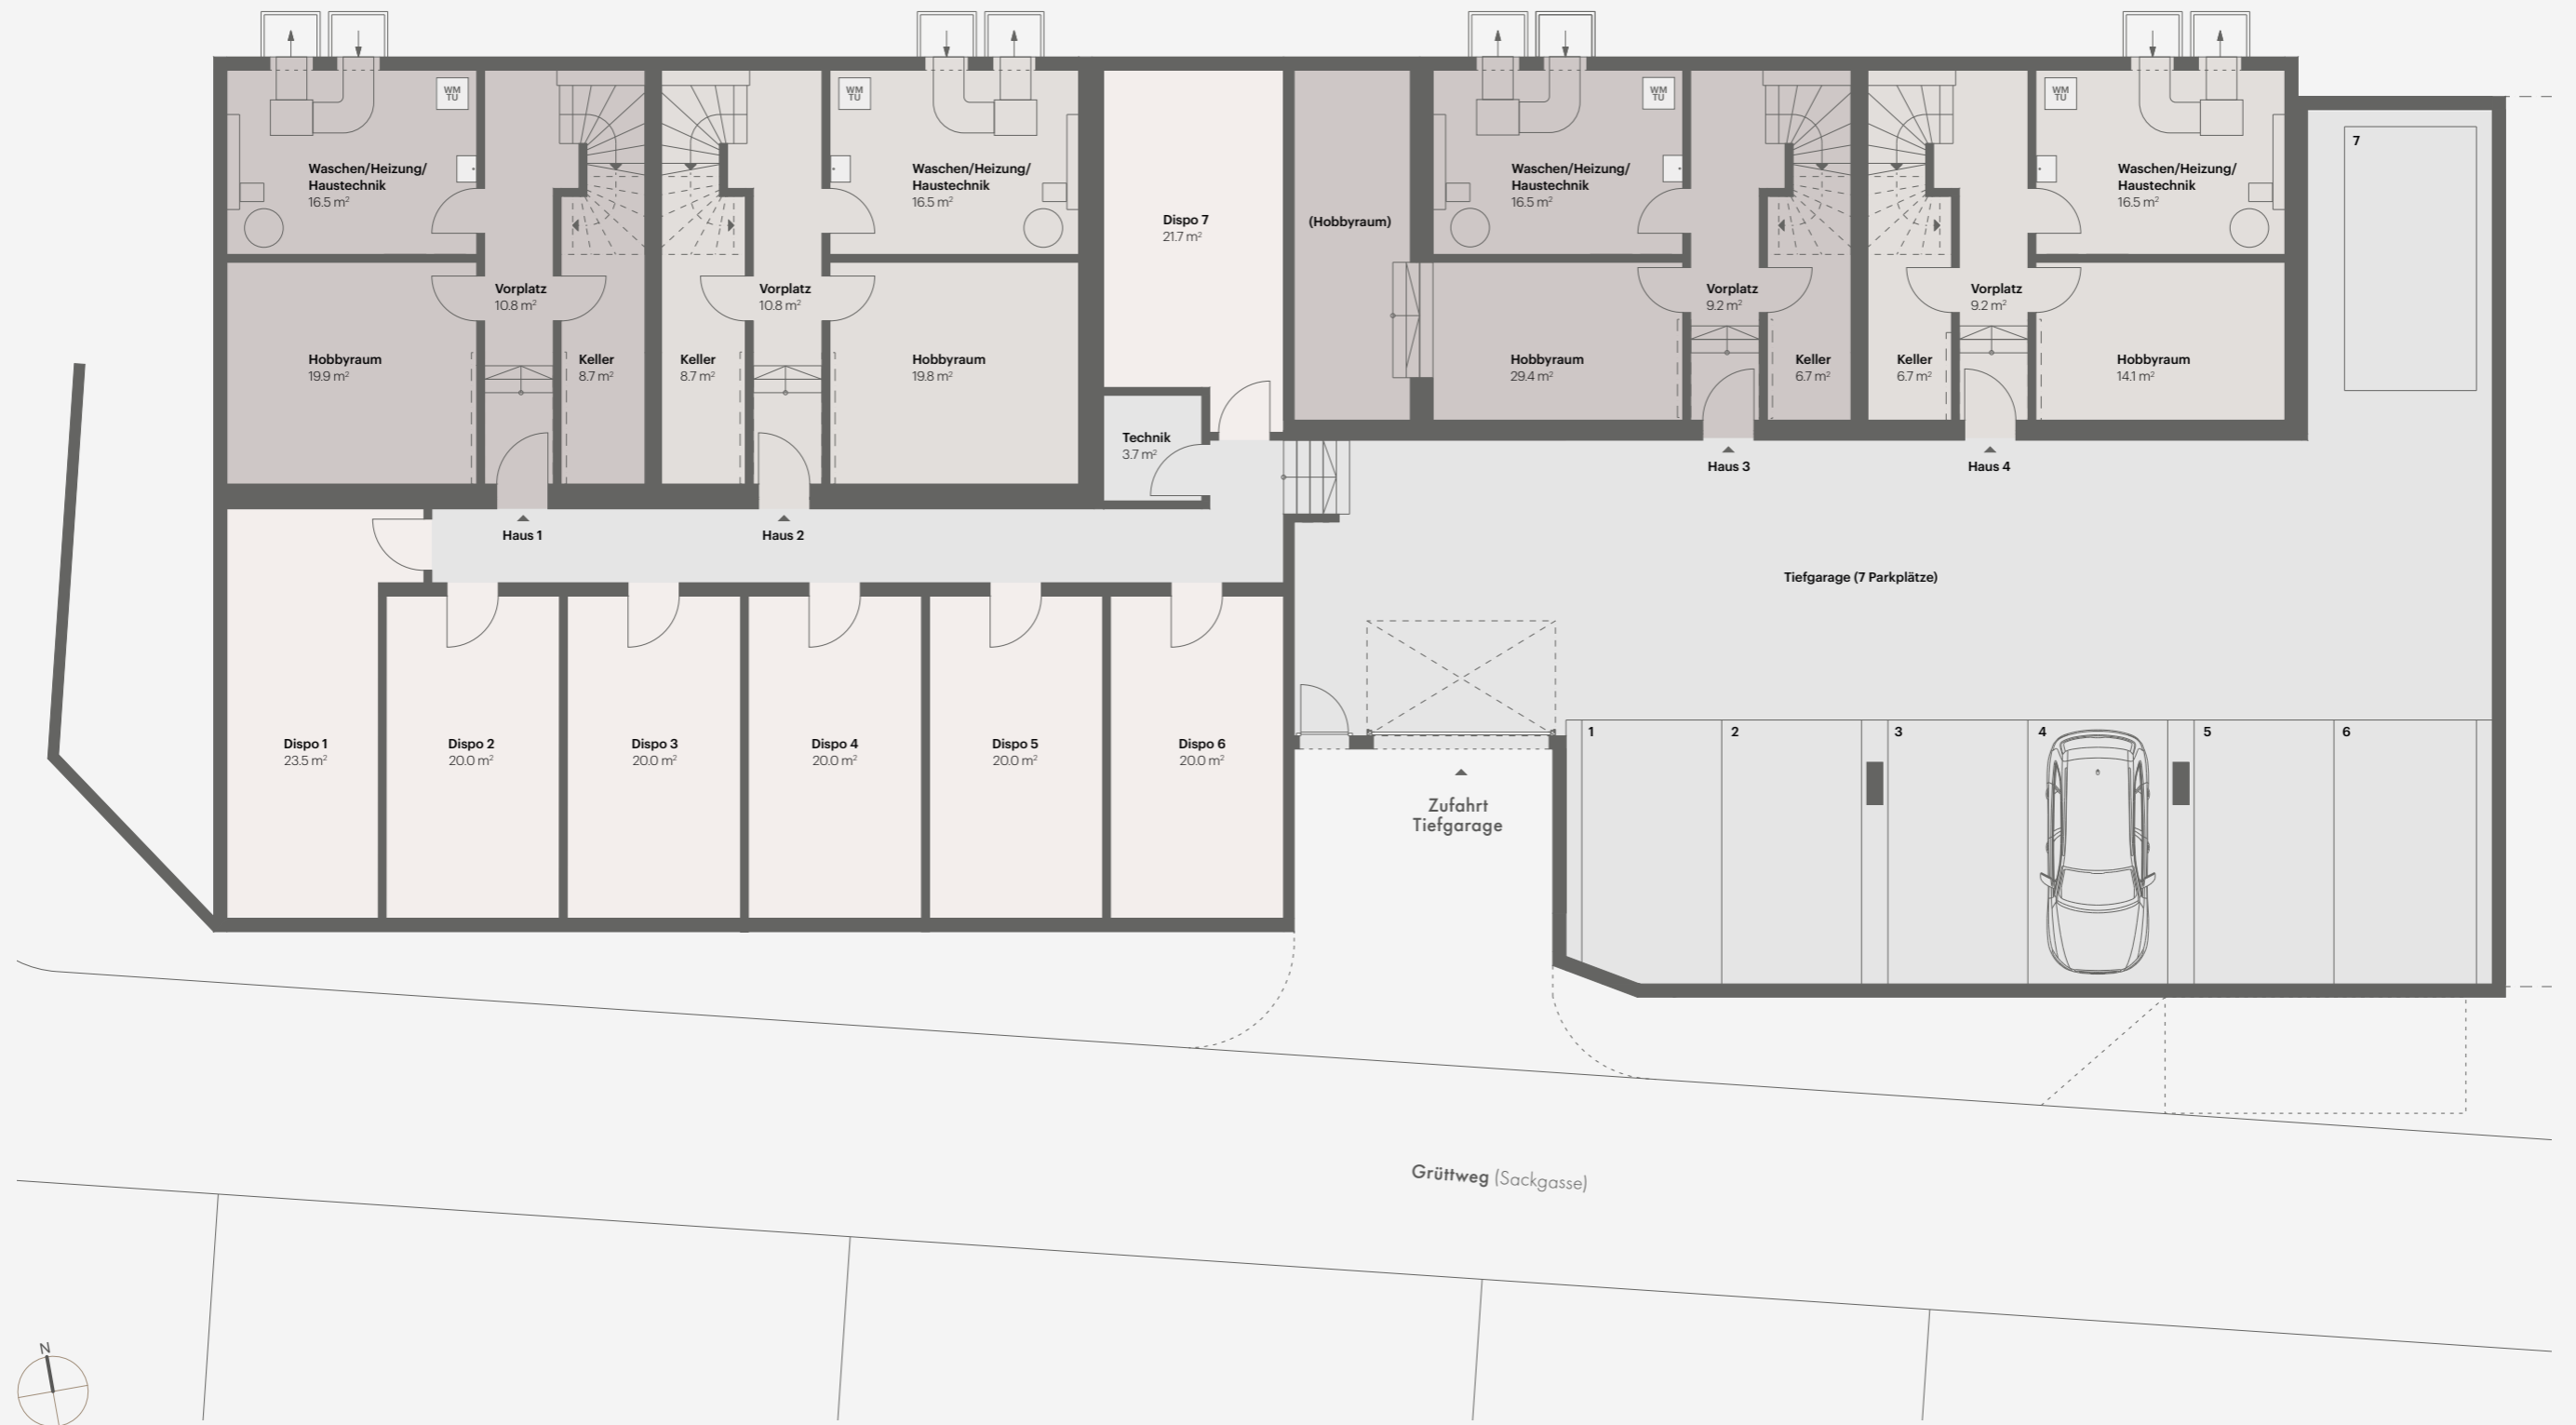 WM
TU
Waschen/Heizung/
Haustechnik
16.5 m²
Vorplatz
10.8 m²
Hobbyraum
19.9 m²
Keller
8.7 m²
Haus 1
WM
TU
Waschen/Heizung/
Haustechnik
16.5 m²
Vorplatz
10.8 m²
Keller
8.7 m²
Hobbyraum
19.8 m²
Haus 2
Dispo 7
21.7 m²
Technik
3.7 m²
(Hobbyraum)
WM
TU
Waschen/Heizung/
Haustechnik
16.5 m²
Vorplatz
9.2 m²
Hobbyraum
29.4 m²
Keller
6.7 m²
Haus 3
WM
TU
Waschen/Heizung/
Haustechnik
16.5 m²
Vorplatz
9.2 m²
Keller
6.7 m²
Hobbyraum
14.1 m²
Haus 4
7
Tiefgarage (7 Parkplätze)
Dispo 1
23.5 m²
Dispo 2
20.0 m²
Dispo 3
20.0 m²
Dispo 4
20.0 m²
Dispo 5
20.0 m²
Dispo 6
20.0 m²
Zufahrt
Tiefgarage
1
2
3
4
5
6
Grüttweg (Sackgasse)
N